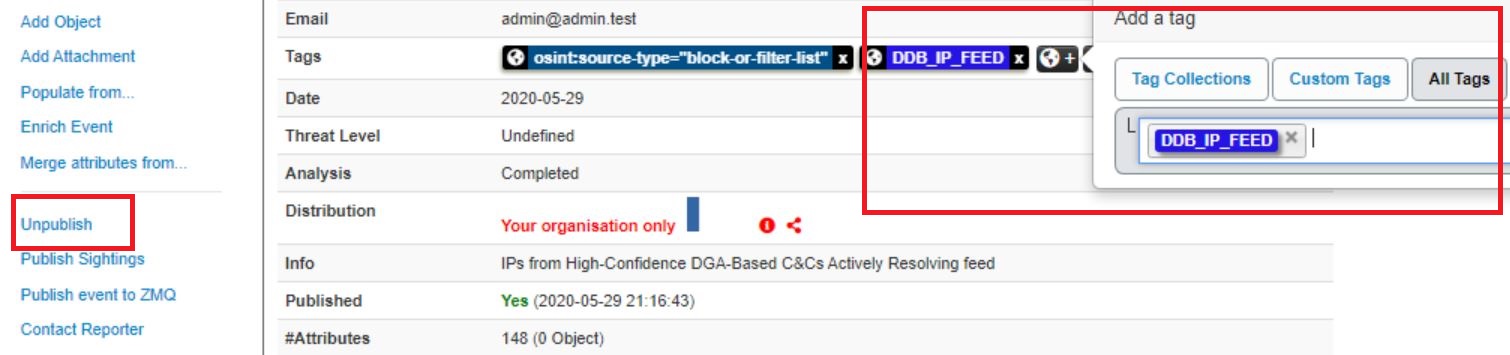 Add Object
Add Attachment
Populate from...
Enrich Event
Merge attributes from...
Unpublish
Publish Sightings
Publish event to ZMQ
Contact Reporter
Email admin@admin.test
Tags osint:source-type="block-or-filter-list" x DDB_IP_FEED x +
Date 2020-05-29
Threat Level Undefined
Analysis Completed
Distribution Your organisation only
Info IPs from High-Confidence DGA-Based C&Cs Actively Resolving feed
Published Yes (2020-05-29 21:16:43)
#Attributes 148 (0 Object)
Add a tag
Tag Collections Custom Tags All Tags
L DDB_IP_FEED ×